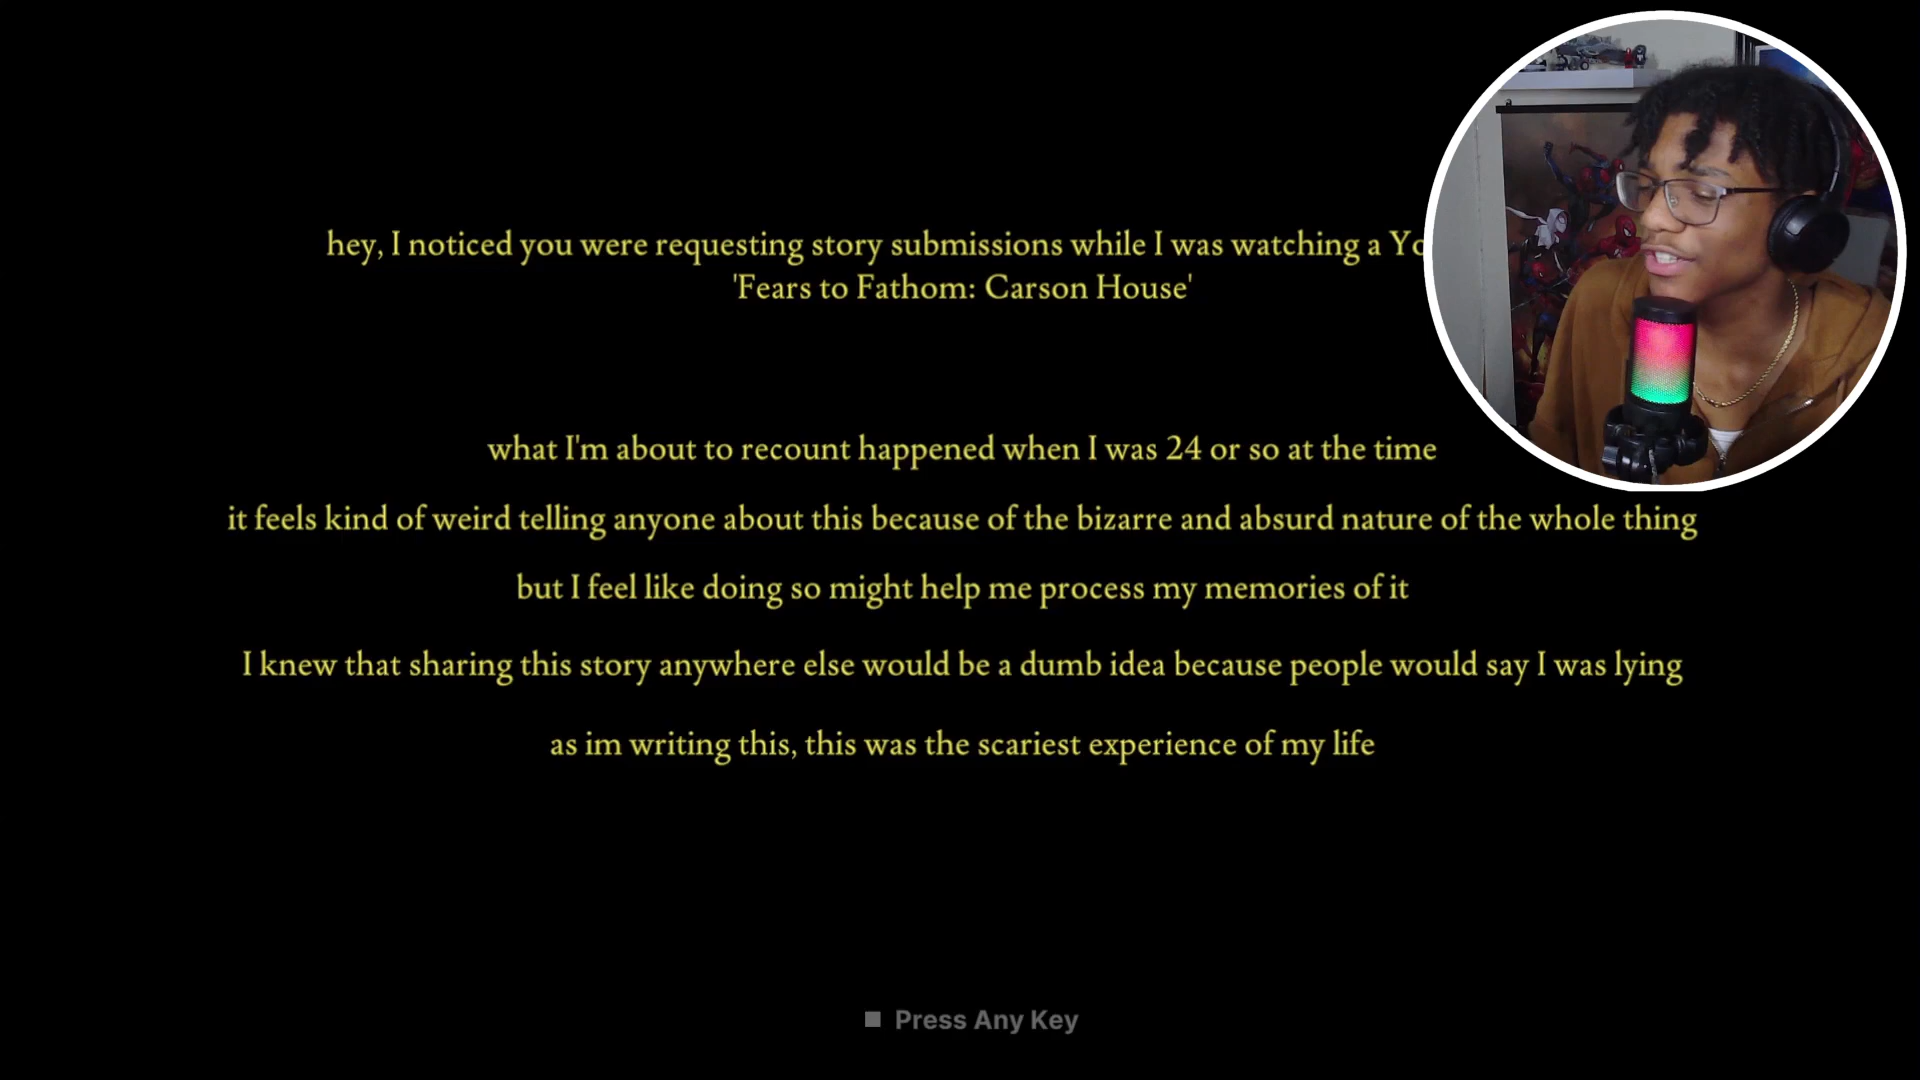 hey, I noticed you were requesting story submissions while I was watching a
'Fears to Fathom: Carson House'
what I'm about to recount happened when I was 24 or so at the time
it feels kind of weird telling anyone about this because of the bizarre and absurd nature of the whole thing
but I feel like doing so might help me process my memories of it
I knew that sharing this story anywhere else would be a dumb idea because people would say I was lying
as im writing this, this was the scariest experience of my life
Press Any Key